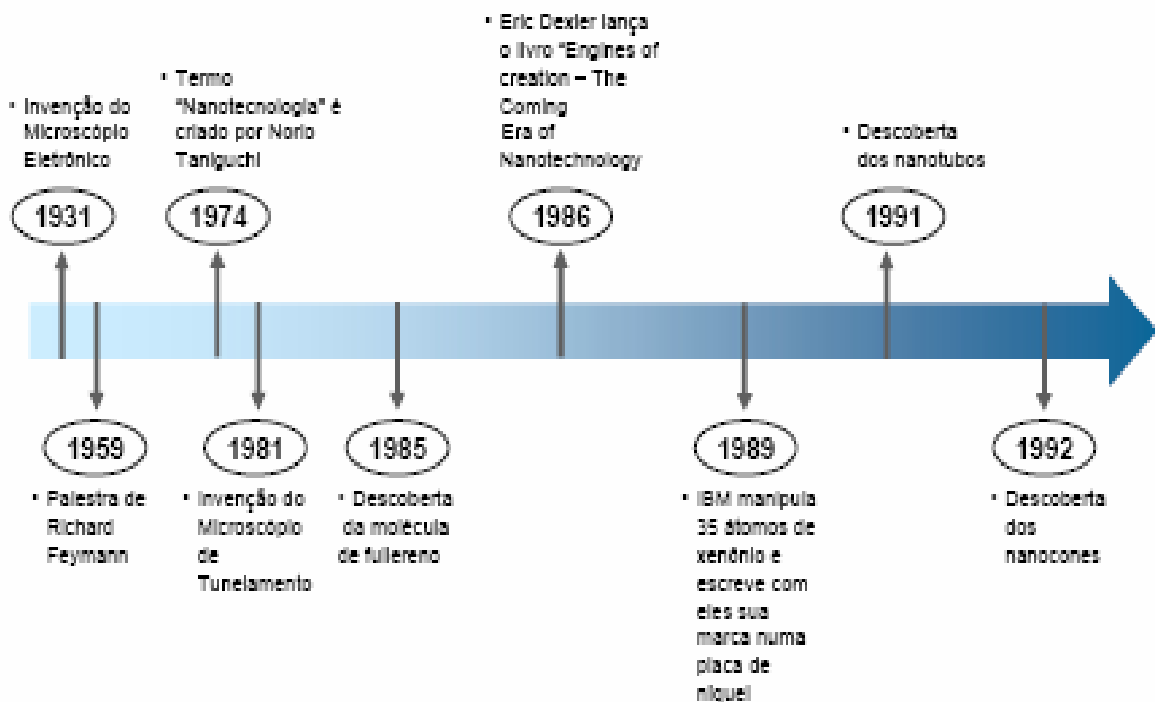 • Invenção do
Microscópio
Eletrônico
1931
• Termo
"Nanotecnologia" é
criado por Norio
Taniguchi
1974
• Eric Dexler lança
o livro "Engines of
creation – The
Coming
Era of
Nanotechnology
1986
• Descoberta
dos nanotubos
1991
1959
• Palestra de
Richard
Feymann
1981
• Invenção do
Microscópio
de
Tunelamento
1985
• Descoberta
da molécula
de fullereno
1989
• IBM manipula
35 átomos de
xenônio e
escreve com
eles sua
marca numa
placa de
níquel
1992
• Descoberta
dos
nanocones